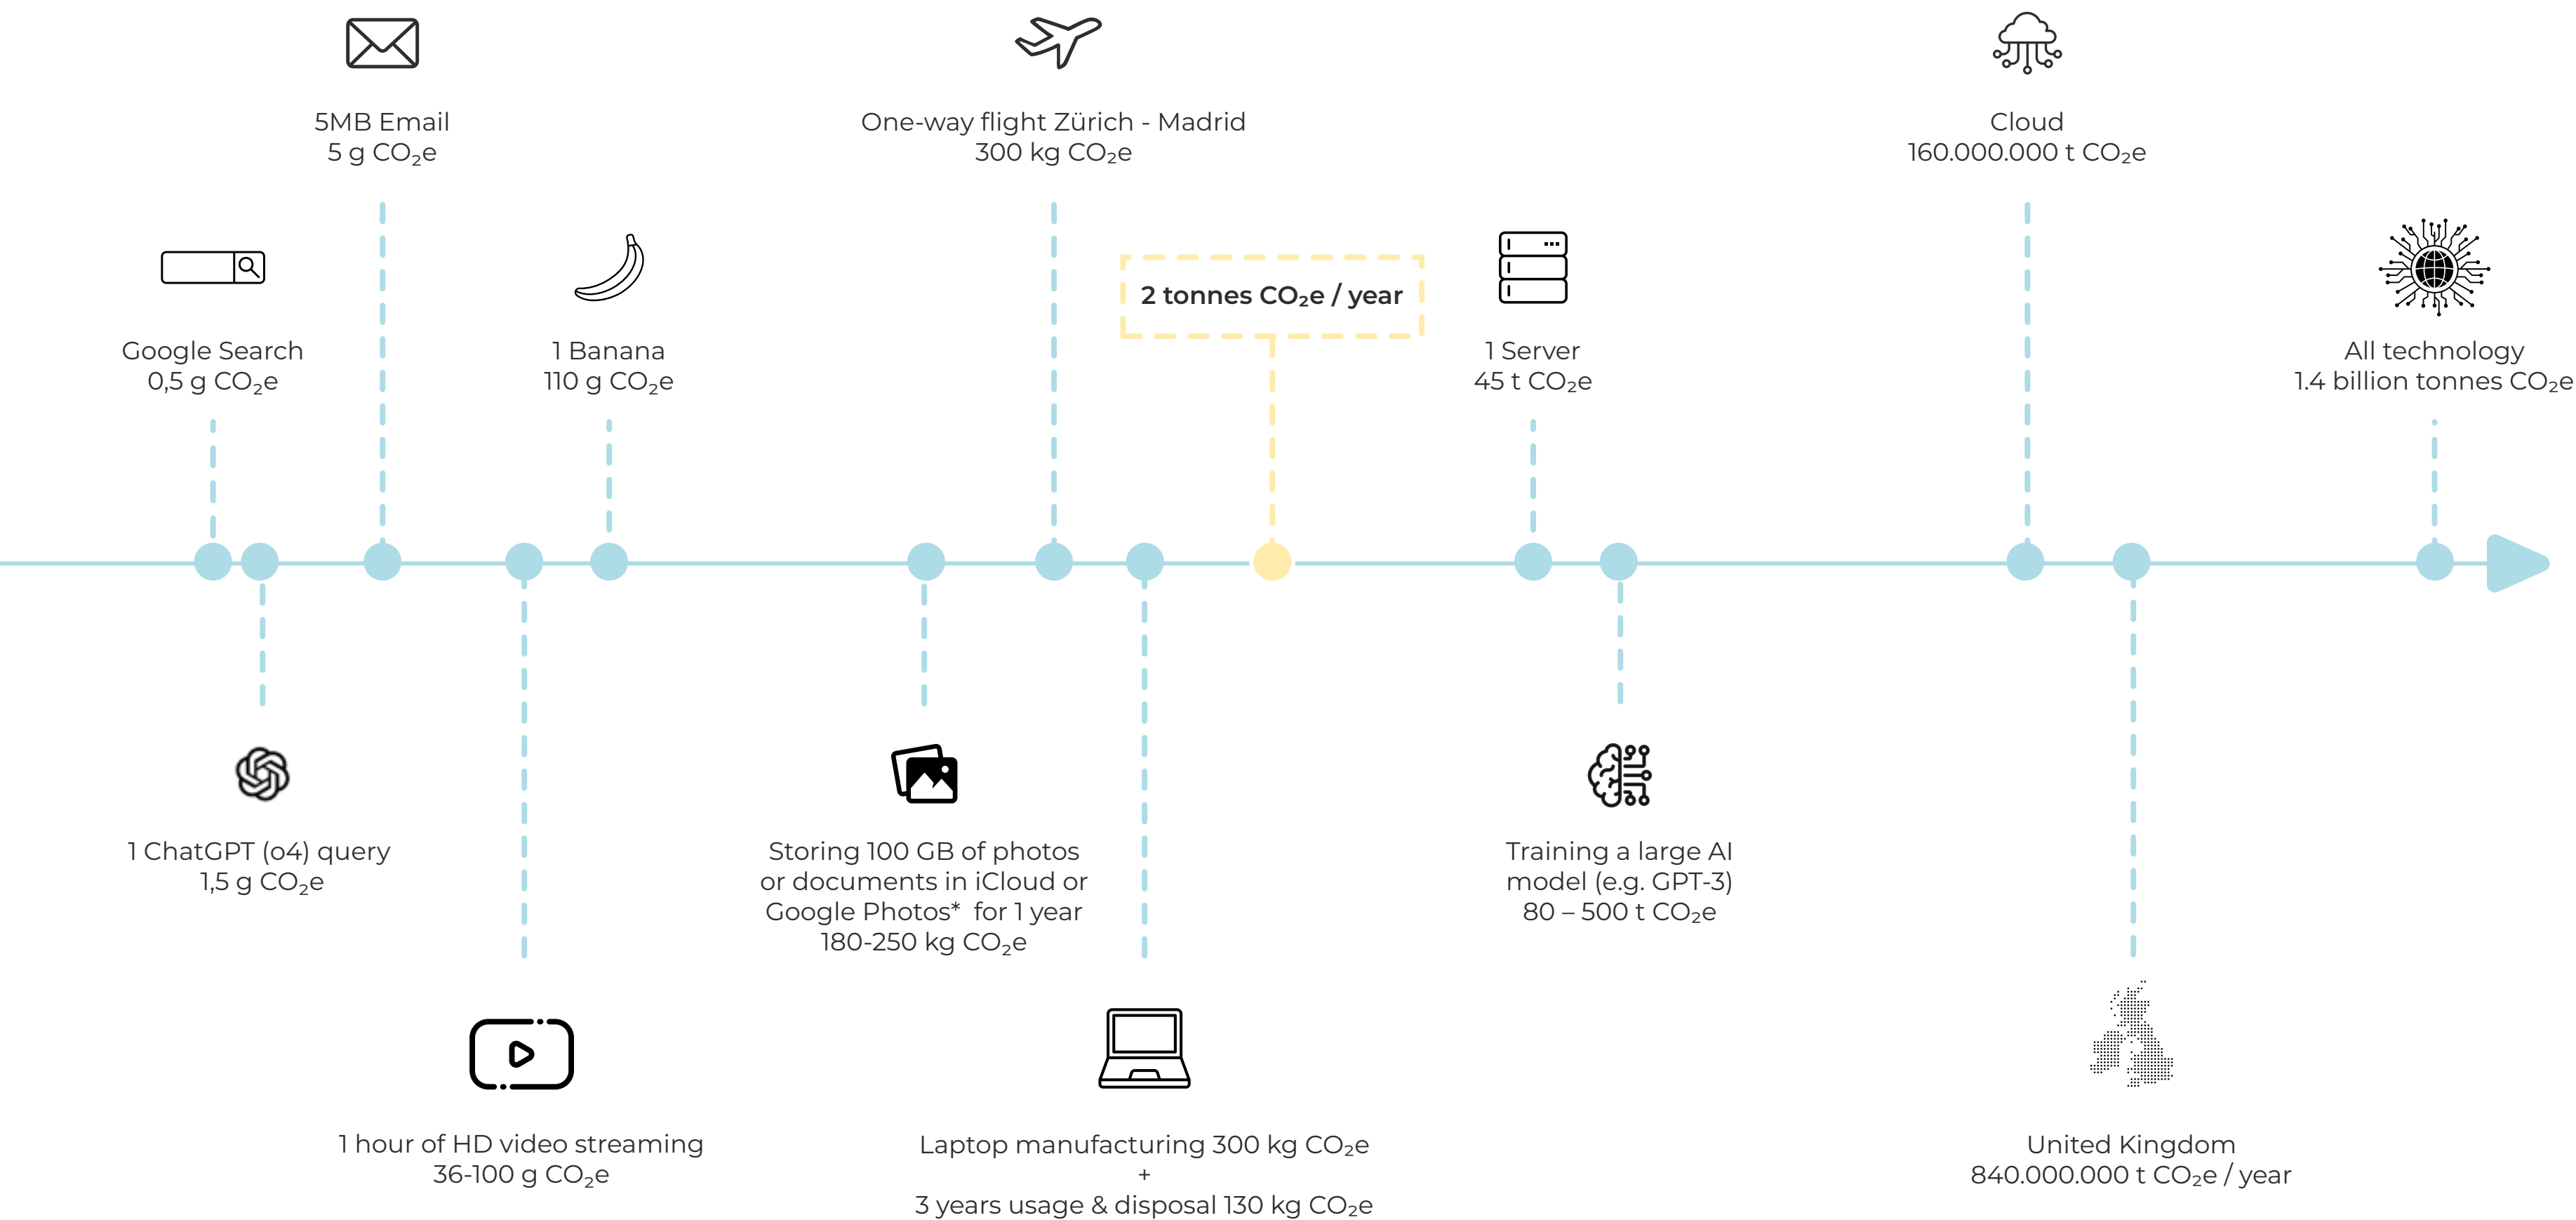 5MB Email
5 g CO₂e
One-way flight Zürich - Madrid
300 kg CO₂e
Cloud
160.000.000 t CO₂e
Google Search
0,5 g CO₂e
1 Banana
110 g CO₂e
2 tonnes CO₂e / year
1 Server
45 t CO₂e
All technology
1.4 billion tonnes CO₂e
1 ChatGPT (o4) query
1,5 g CO₂e
Storing 100 GB of photos
or documents in iCloud or
Google Photos* for 1 year
180-250 kg CO₂e
Training a large AI
model (e.g. GPT-3)
80 – 500 t CO₂e
1 hour of HD video streaming
36-100 g CO₂e
Laptop manufacturing 300 kg CO₂e
+
3 years usage & disposal 130 kg CO₂e
United Kingdom
840.000.000 t CO₂e / year